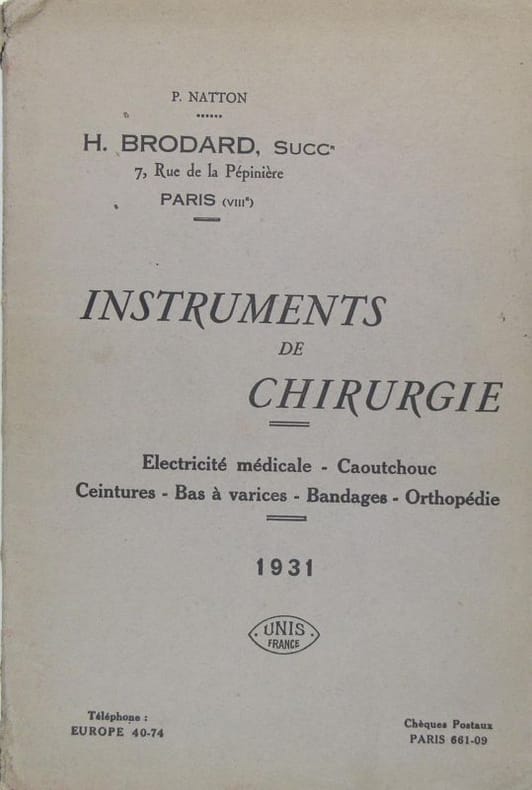 P. NATTON
H. BRODARD, SUCCR
7, Rue de la Pépinière
PARIS (VIIIe)
INSTRUMENTS
DE
CHIRURGIE
Electricité médicale - Caoutchouc
Ceintures - Bas à varices - Bandages - Orthopédie
1931
UNIS
FRANCE
Téléphone :
EUROPE 40-74
Chèques Postaux
PARIS 661-09